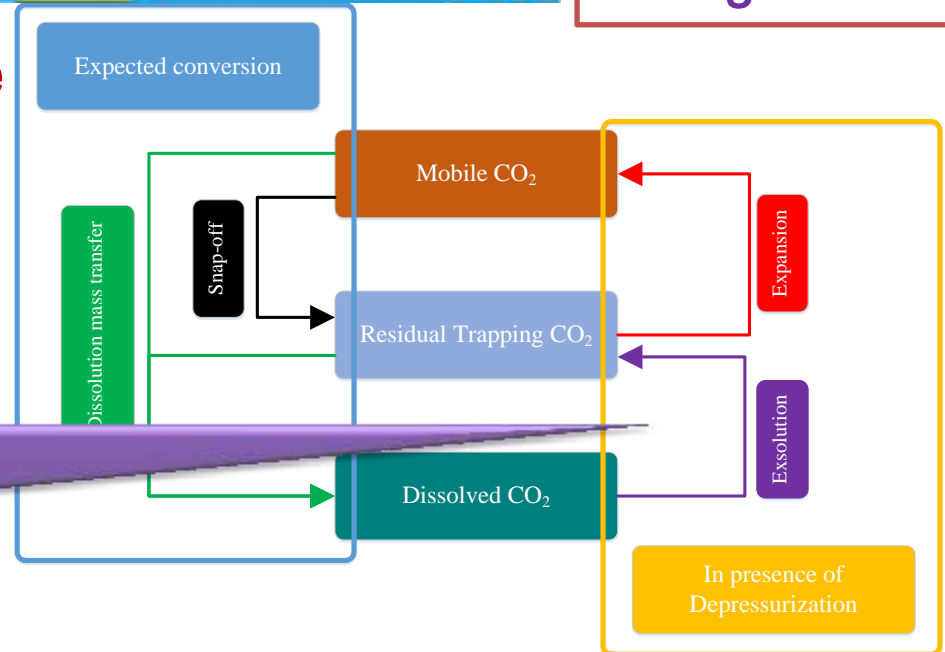 Expected conversion
Mobile CO₂
Snap-off
Dissolution mass transfer
Expansion
Residual Trapping CO₂
Exsolution
Dissolved CO₂
In presence of
Depressurization